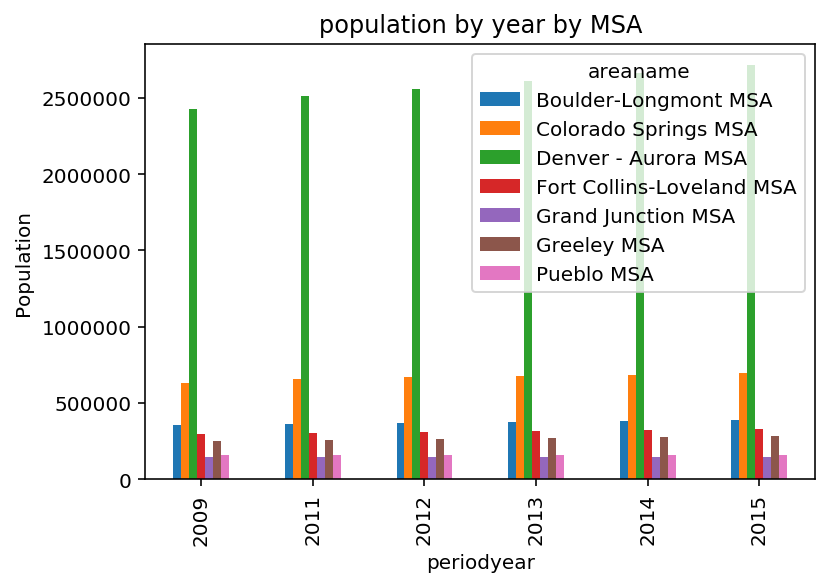 population by year by MSA
areaname
Boulder-Longmont MSA
Colorado Springs MSA
Denver - Aurora MSA
Fort Collins-Loveland MSA
Grand Junction MSA
Greeley MSA
Pueblo MSA
Population
2500000
2000000
1500000
1000000
500000
0
2009
2011
2012
2013
2014
2015
periodyear